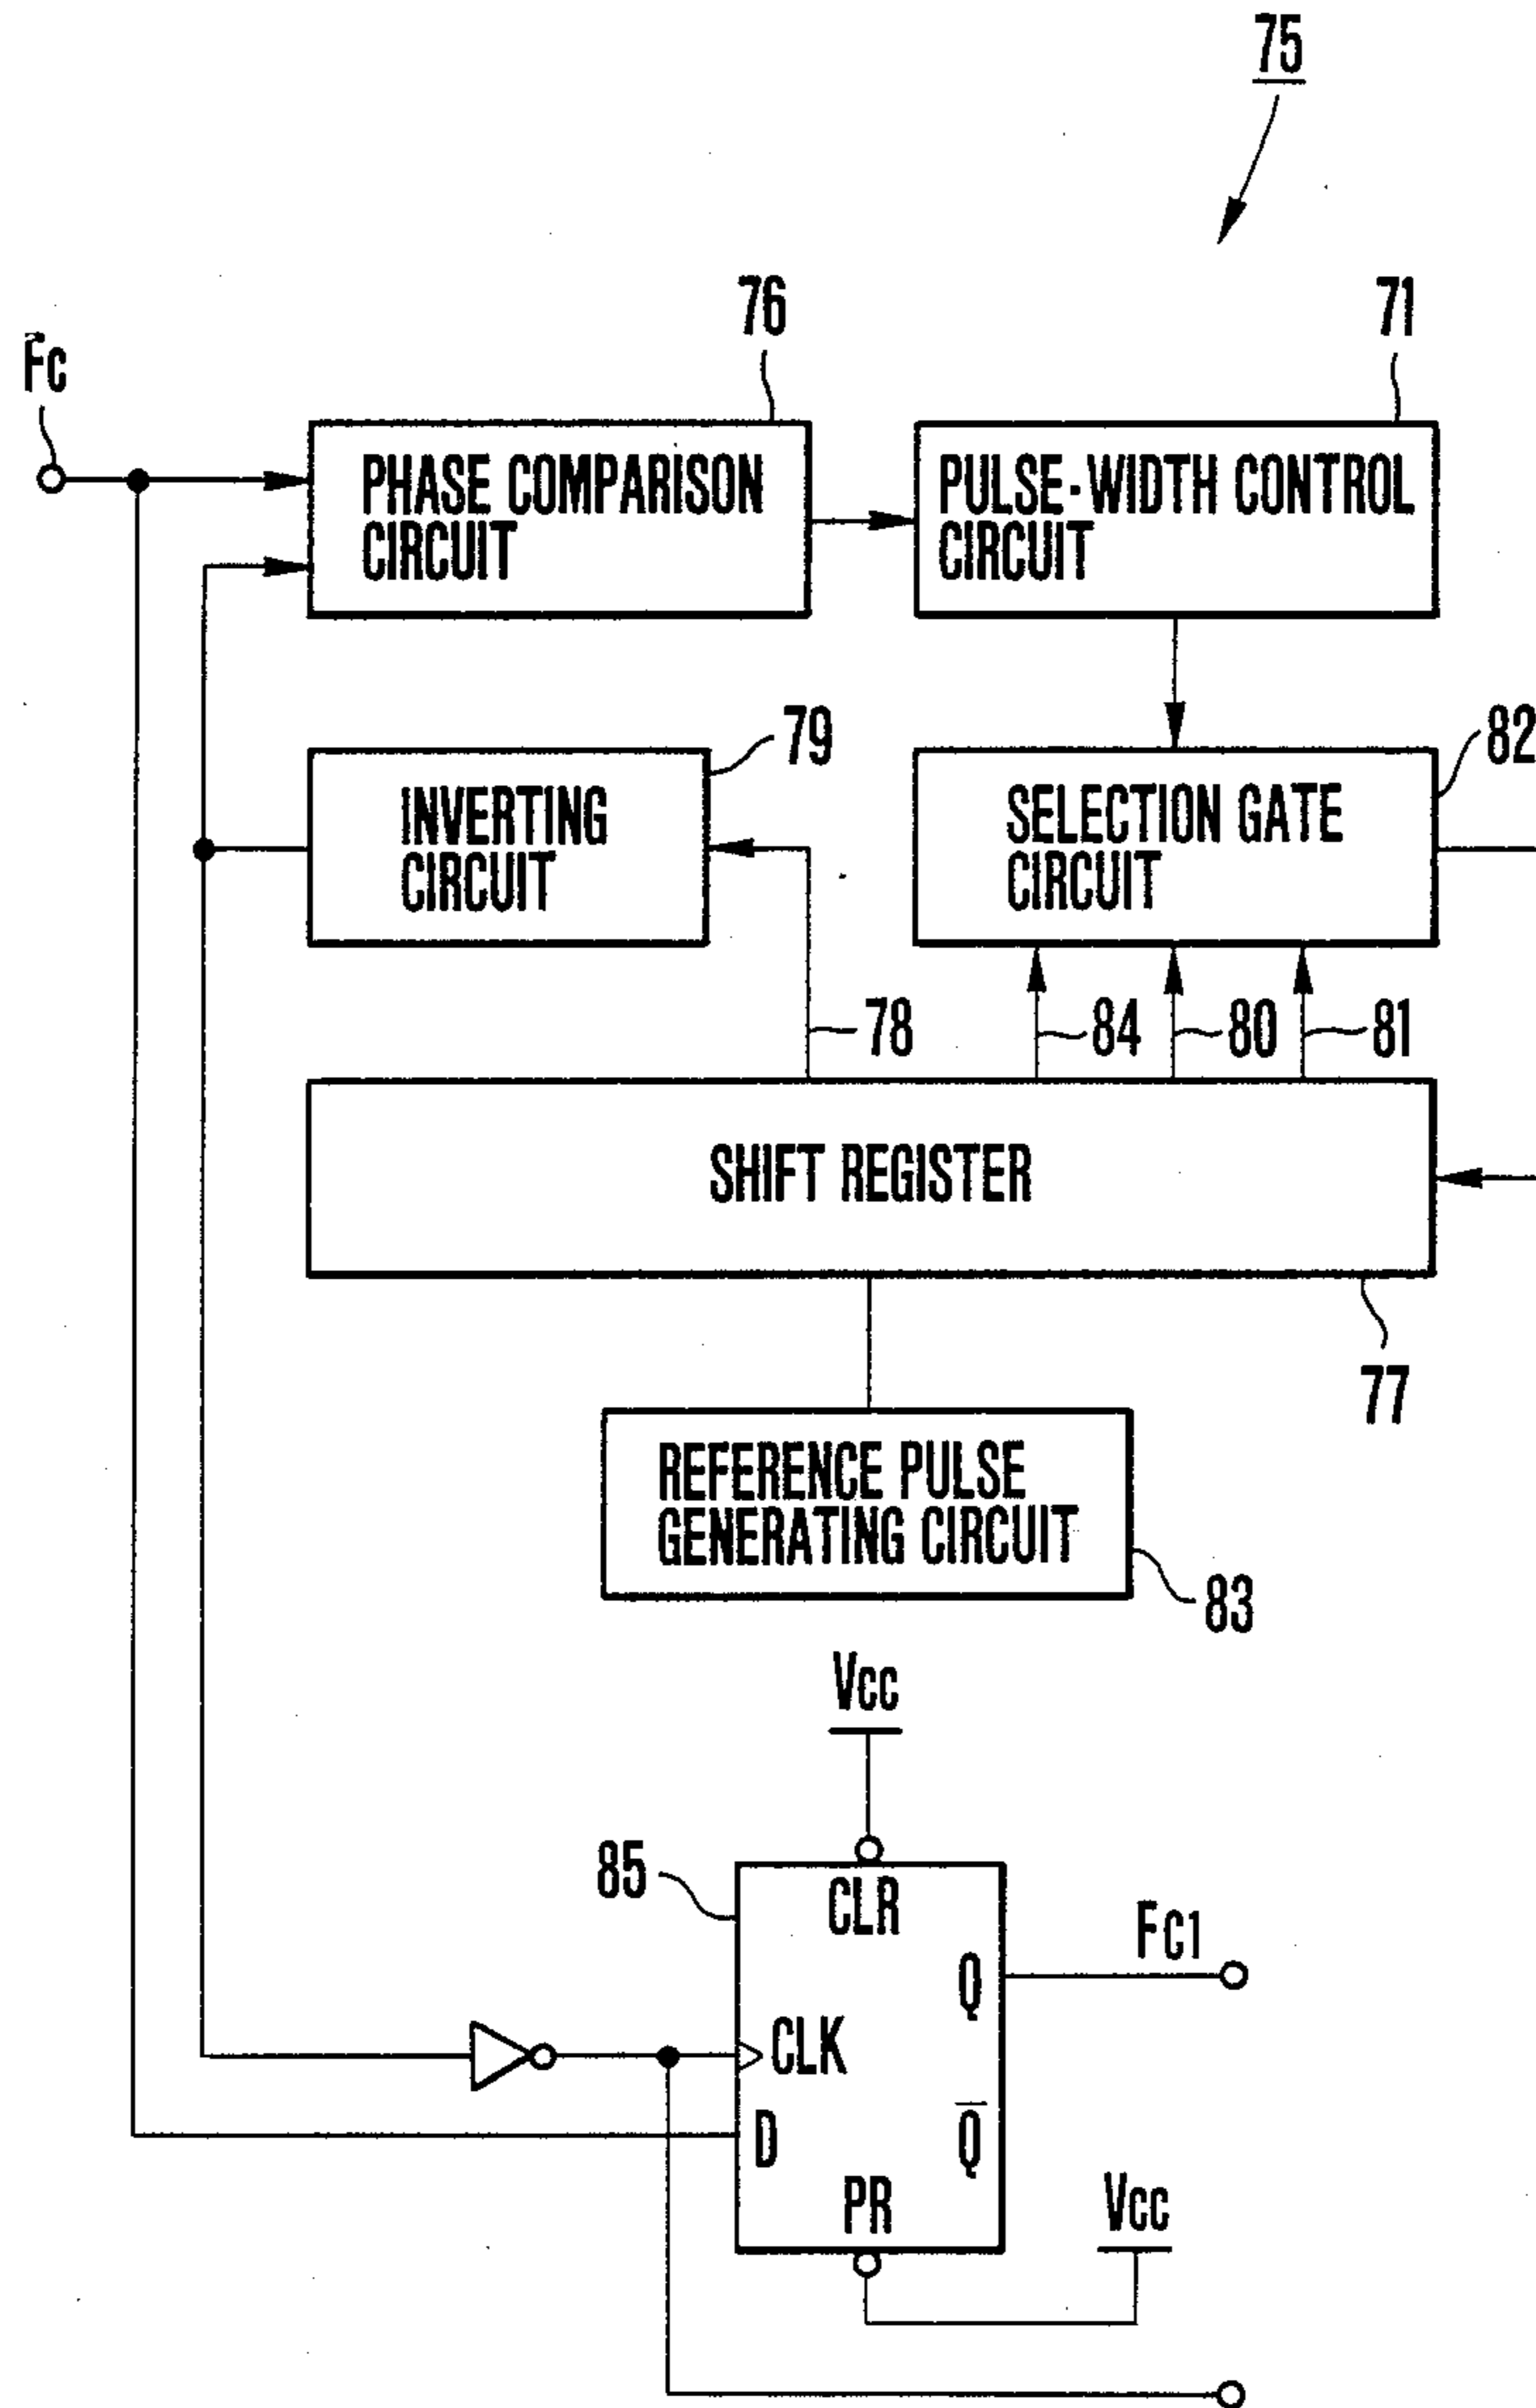 75
76
71
Fc
PHASE COMPARISON
CIRCUIT
PULSE-WIDTH CONTROL
CIRCUIT
79
82
INVERTING
CIRCUIT
SELECTION GATE
CIRCUIT
78
84
80
81
SHIFT REGISTER
77
REFERENCE PULSE
GENERATING CIRCUIT
83
Vcc
85
CLR
Q
Fc1
CLK
D
Q̅
PR
Vcc